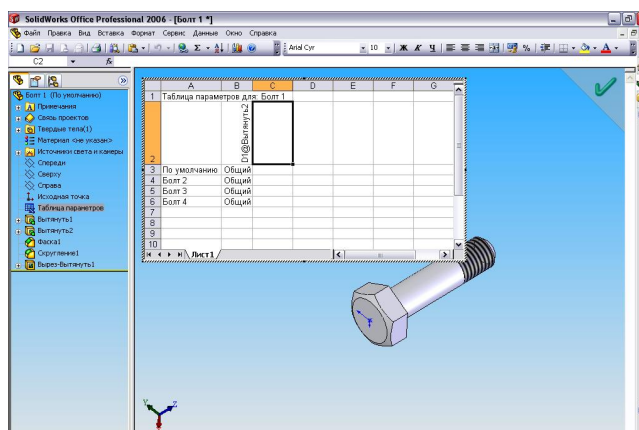 SolidWorks Office Professional 2006 - [Болт 1 *]
Файл Правка Вид Вставка Формат Сервис Данные Окно Справка
Arial Cyr 10 Ж К Ч
C2 fx
Болт 1 (По умолчанию)
Примечания
Связь проектов
Твердые тела(1)
Материал <не указан>
Источники света и камеры
Спереди
Сверху
Справа
Исходная точка
Таблица параметров
Вытянуть1
Вытянуть2
Фаска1
Скругление1
Вырез-Вытянуть1
A B C D E F G
1 Таблица параметров для: Болт 1
2 D1@Вытянуть2
3 По умолчанию Общий
4 Болт 2 Общий
5 Болт 3 Общий
6 Болт 4 Общий
7
8
9
10
Лист1
Y Z